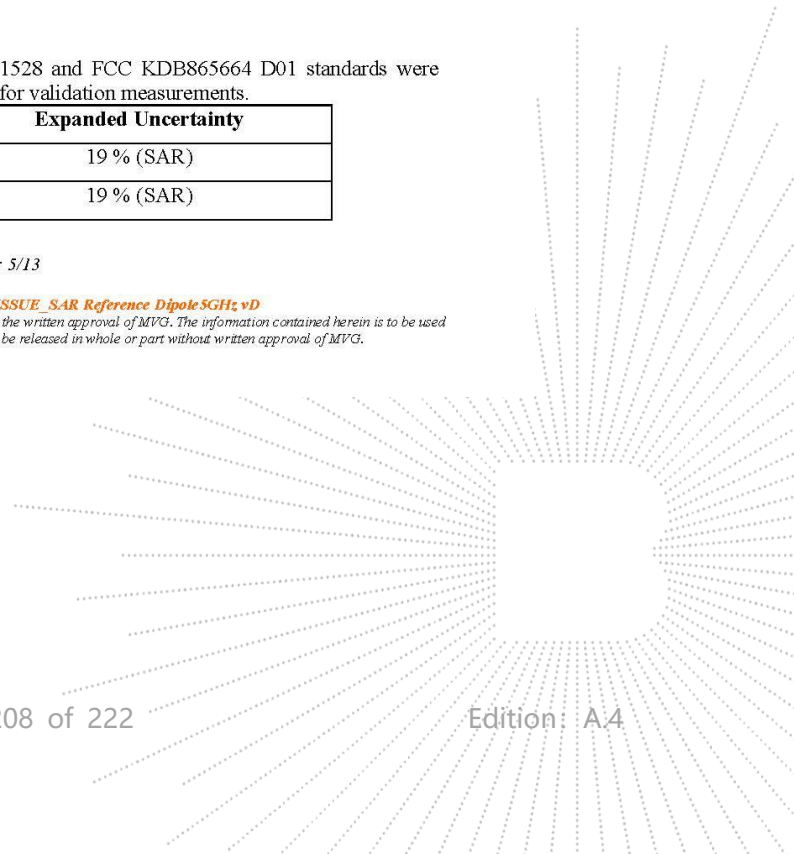 1528 and FCC KDB865664 D01 standards were
for validation measurements.
Expanded Uncertainty
19 % (SAR)
19 % (SAR)
: 5/13
SSUE_SAR Reference Dipole5GHz vD
the written approval of MVG. The information contained herein is to be used
be released in whole or part without written approval of MVG.
208 of 222
Edition: A.4